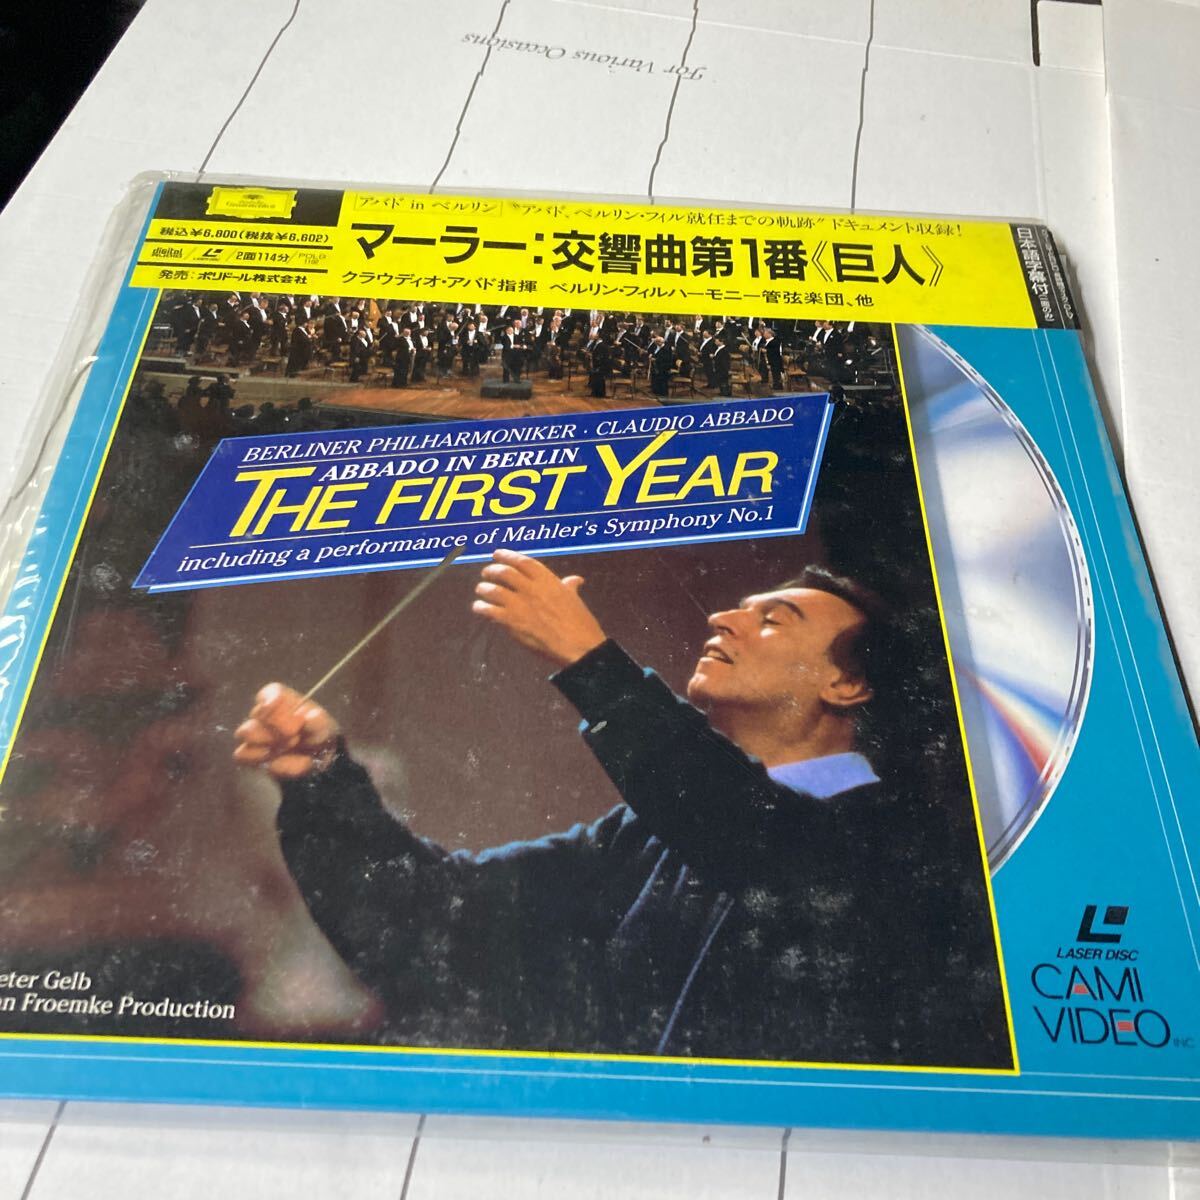 For Various Occasions
アバド in ベルリン "アバド、ベルリン・フィル就任までの軌跡"ドキュメント収録!
税込¥6,800(税抜¥6,602)
マーラー:交響曲第1番《巨人》
2面114分
POLG
発売:ポリドール株式会社
クラウディオ・アバド指揮 ベルリン・フィルハーモニー管弦楽団、他
日本語字幕付
BERLINER PHILHARMONIKER · CLAUDIO ABBADO
ABBADO IN BERLIN
THE FIRST YEAR
including a performance of Mahler's Symphony No.1
eter Gelb
an Froemke Production
LASER DISC
CAMI
VIDEO INC